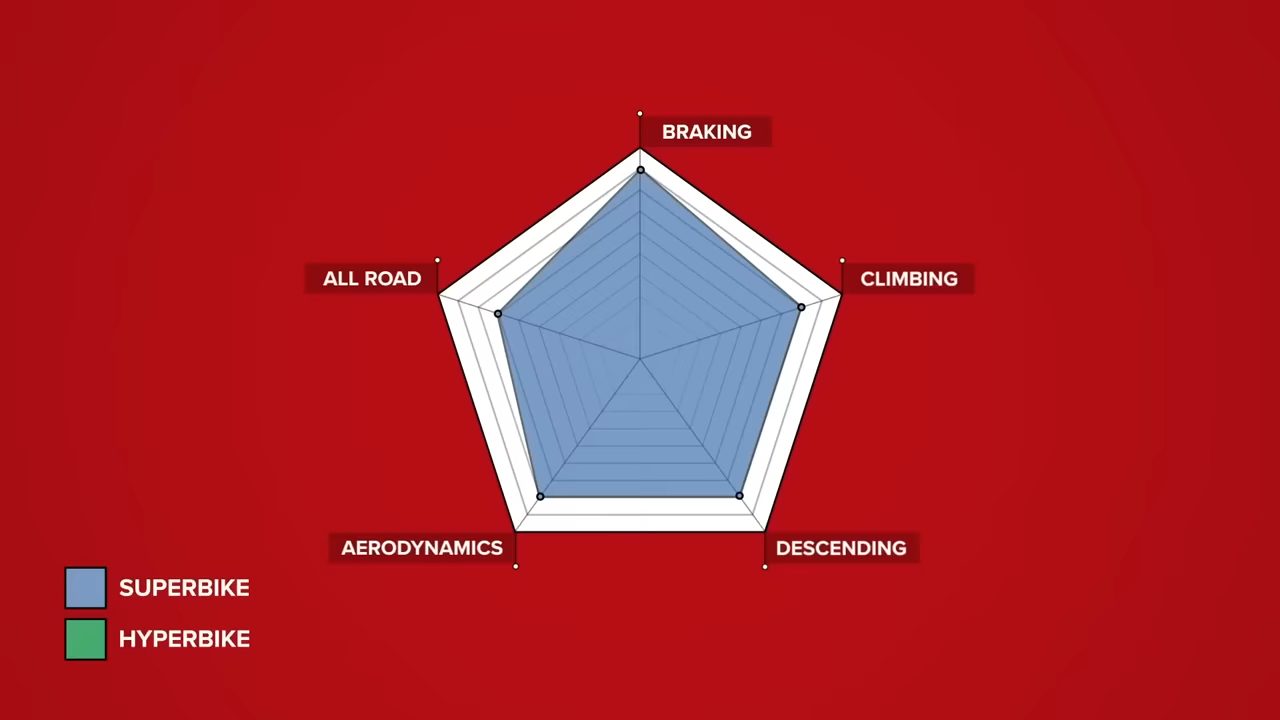 BRAKING
ALL ROAD
CLIMBING
AERODYNAMICS
DESCENDING
SUPERBIKE
HYPERBIKE